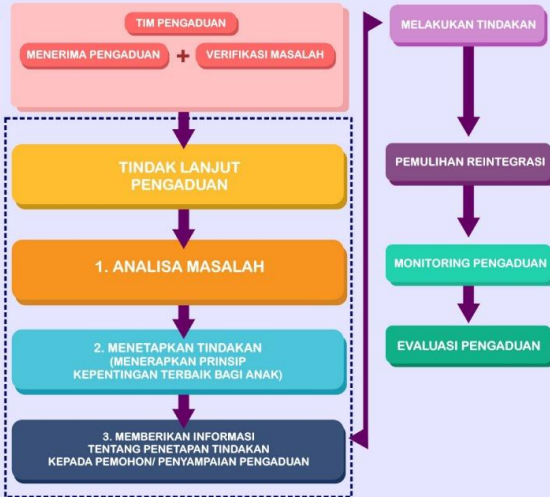 TIM PENGADUAN
MENERIMA PENGADUAN + VERIFIKASI MASALAH
TINDAK LANJUT
PENGADUAN
1. ANALISA MASALAH
2. MENETAPKAN TINDAKAN
(MENERAPKAN PRINSIP
KEPENTINGAN TERBAIK BAGI ANAK)
3. MEMBERIKAN INFORMASI
TENTANG PENETAPAN TINDAKAN
KEPADA PEMOHON/ PENYAMPAIAN PENGADUAN
MELAKUKAN TINDAKAN
PEMULIHAN REINTEGRASI
MONITORING PENGADUAN
EVALUASI PENGADUAN